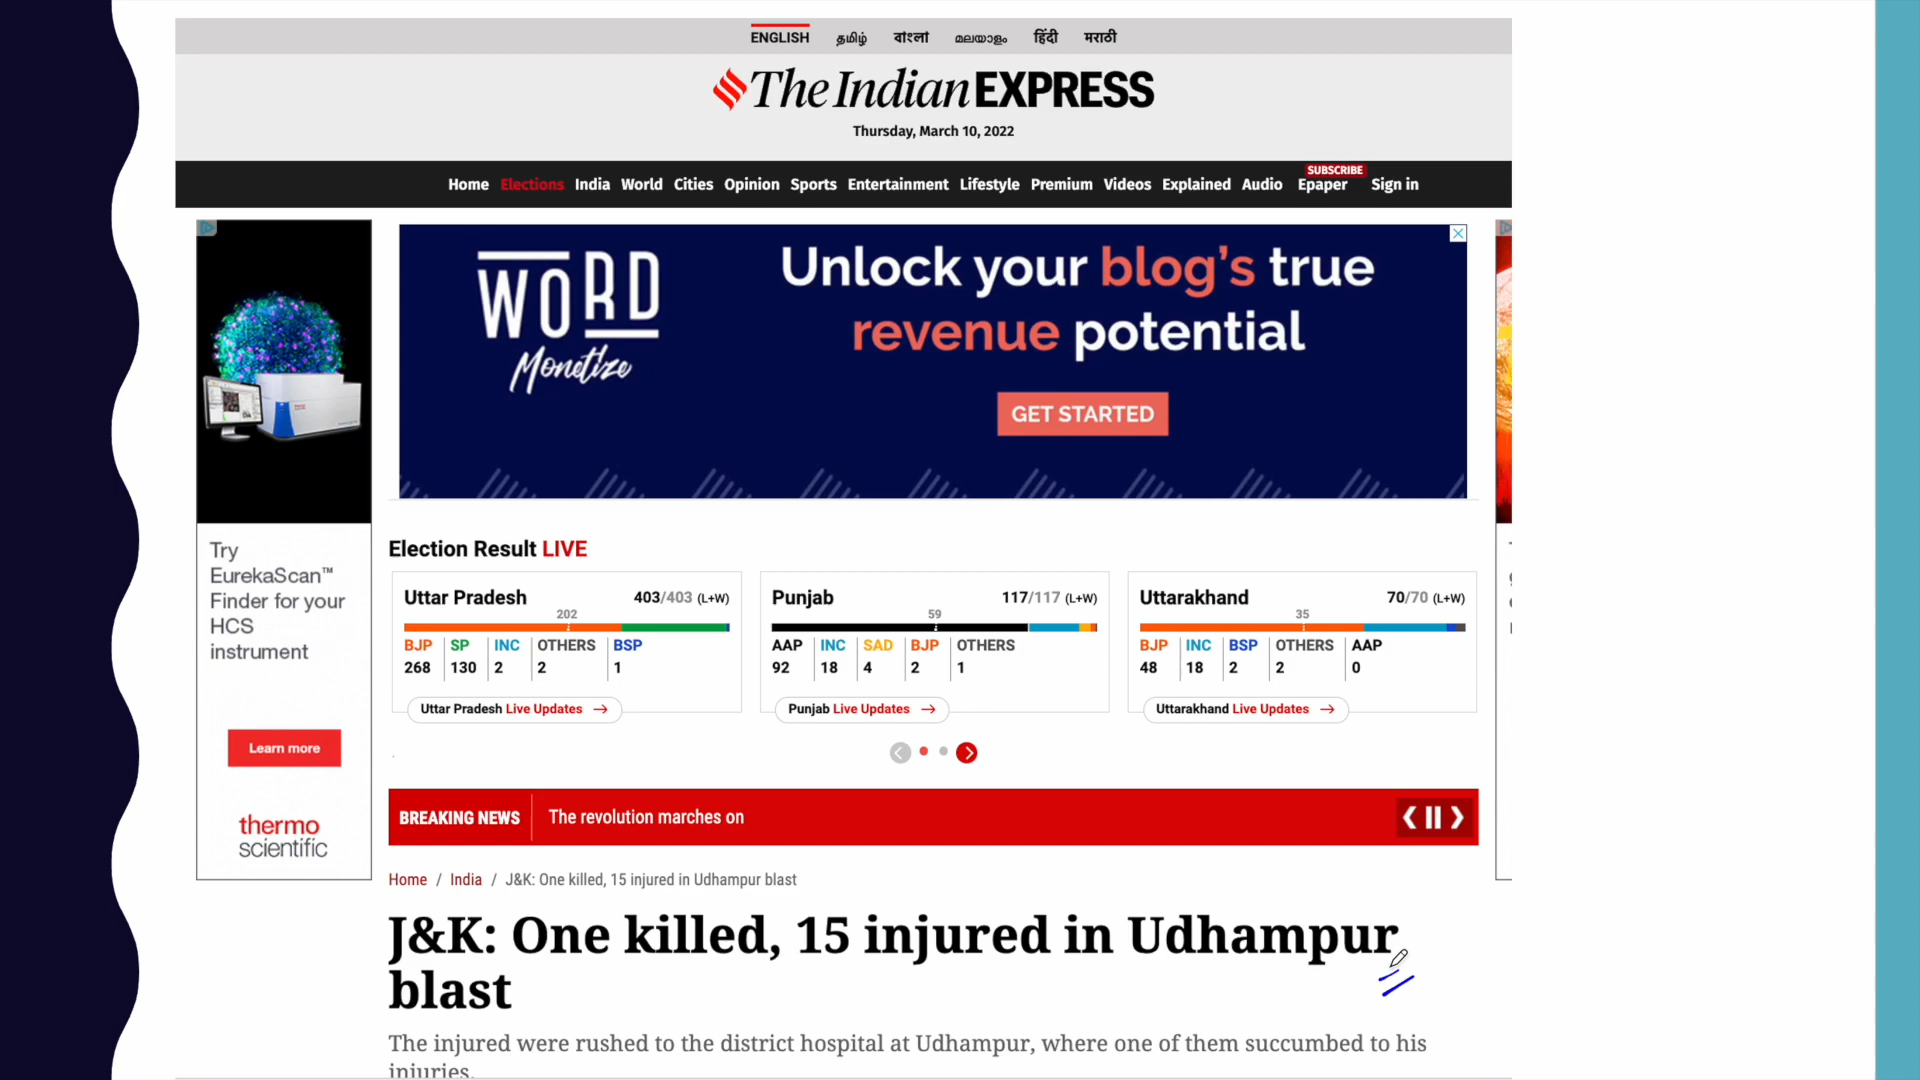 ENGLISH தமிழ் বাংলা മലയാളം हिंदी मराठी
The Indian EXPRESS
Thursday, March 10, 2022
SUBSCRIBE
Home Elections India World Cities Opinion Sports Entertainment Lifestyle Premium Videos Explained Audio Epaper Sign in
WORD
Monetize
Unlock your blog's true
revenue potential
GET STARTED
Try
EurekaScan™
Finder for your
HCS
instrument
Learn more
thermo
scientific
Election Result LIVE
Uttar Pradesh 403/403 (L+W)
202
BJP SP INC OTHERS BSP
268 130 2 2 1
Uttar Pradesh Live Updates →
Punjab 117/117 (L+W)
59
AAP INC SAD BJP OTHERS
92 18 4 2 1
Punjab Live Updates →
Uttarakhand 70/70 (L+W)
35
BJP INC BSP OTHERS AAP
48 18 2 2 0
Uttarakhand Live Updates →
BREAKING NEWS The revolution marches on
Home / India / J&K: One killed, 15 injured in Udhampur blast
J&K: One killed, 15 injured in Udhampur
blast
The injured were rushed to the district hospital at Udhampur, where one of them succumbed to his
injuries.